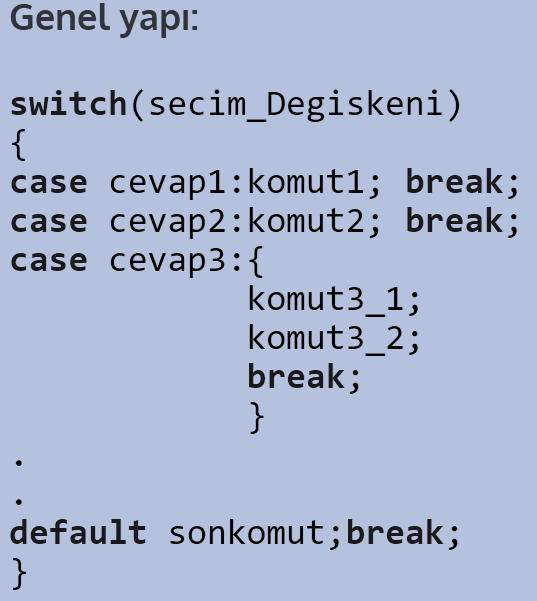 Genel yapı:
switch(secim_Degiskeni)
{
case cevap1:komut1; break;
case cevap2:komut2; break;
case cevap3:{
komut3_1;
komut3_2;
break;
}
.
.
default sonkomut;break;
}